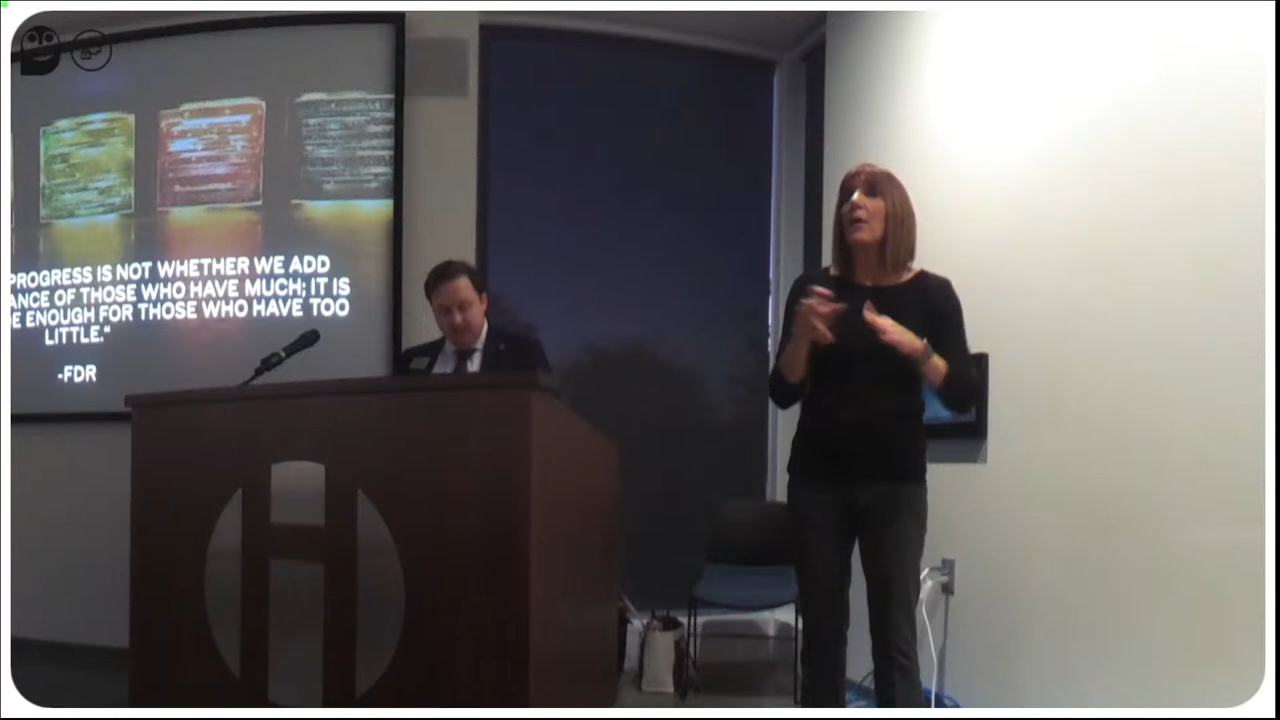 PROGRESS IS NOT WHETHER WE ADD
ANCE OF THOSE WHO HAVE MUCH; IT IS
E ENOUGH FOR THOSE WHO HAVE TOO
LITTLE."
-FDR